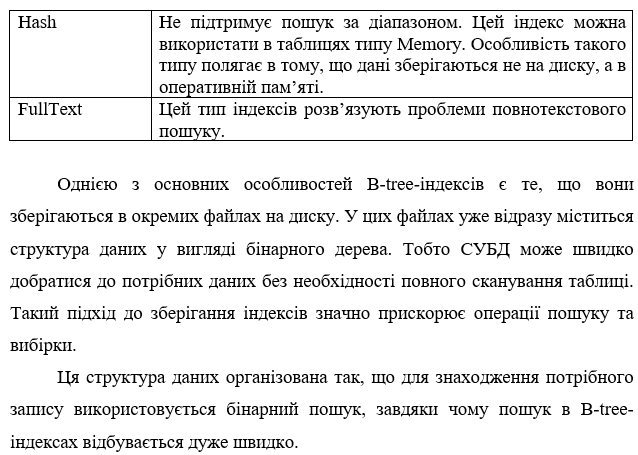 Hash
Не підтримує пошук за діапазоном. Цей індекс можна
використати в таблицях типу Memory. Особливість такого
типу полягає в тому, що дані зберігаються не на диску, а в
оперативній пам’яті.
FullText
Цей тип індексів розв’язують проблеми повнотекстового
пошуку.
Однією з основних особливостей B-tree-індексів є те, що вони
зберігаються в окремих файлах на диску. У цих файлах уже відразу міститься
структура даних у вигляді бінарного дерева. Тобто СУБД може швидко
добратися до потрібних даних без необхідності повного сканування таблиці.
Такий підхід до зберігання індексів значно прискорює операції пошуку та
вибірки.
Ця структура даних організована так, що для знаходження потрібного
запису використовується бінарний пошук, завдяки чому пошук в B-tree-
індексах відбувається дуже швидко.